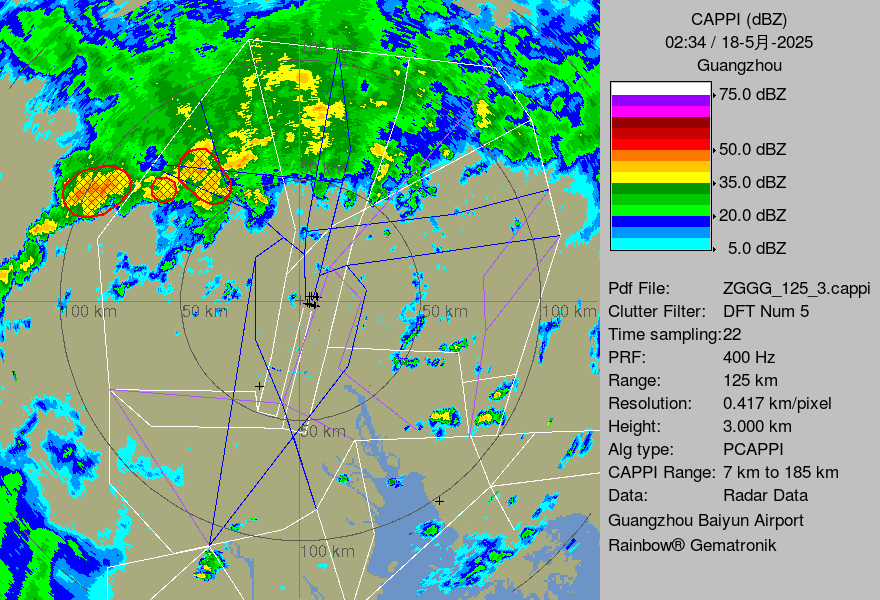 CAPPI (dBZ)
02:34 / 18-5月-2025
Guangzhou
75.0 dBZ
50.0 dBZ
35.0 dBZ
20.0 dBZ
5.0 dBZ
Pdf File: ZGGG_125_3.cappi
Clutter Filter: DFT Num 5
Time sampling:22
PRF: 400 Hz
Range: 125 km
Resolution: 0.417 km/pixel
Height: 3.000 km
Alg type: PCAPPI
CAPPI Range: 7 km to 185 km
Data: Radar Data
Guangzhou Baiyun Airport
Rainbow® Gematronik
100 km
50 km
50 km
100 km
50 km
100 km